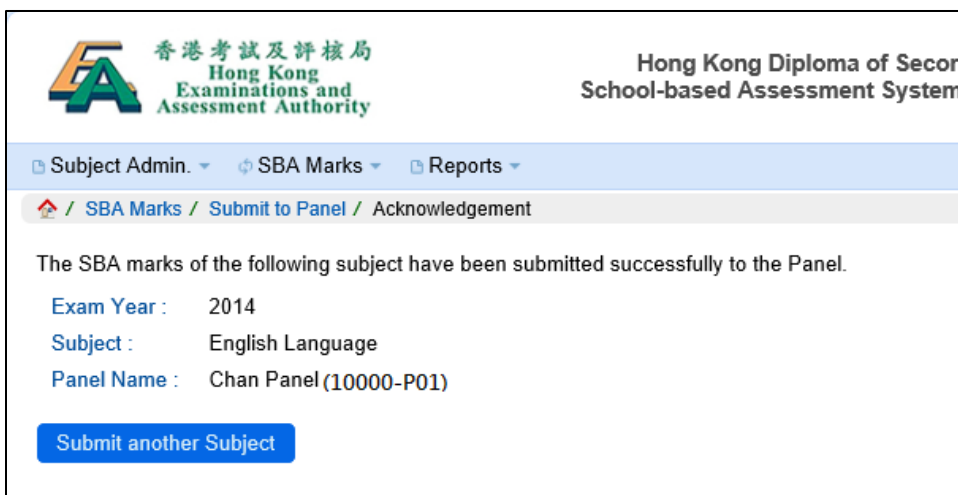 香港考試及評核局
Hong Kong
Examinations and
Assessment Authority
Hong Kong Diploma of
School-based Assessment System
Subject Admin.
SBA Marks
Reports
/ SBA Marks / Submit to Panel / Acknowledgement
The SBA marks of the following subject have been submitted successfully to the Panel.
Exam Year : 2014
Subject : English Language
Panel Name : Chan Panel (10000-P01)
Submit another Subject